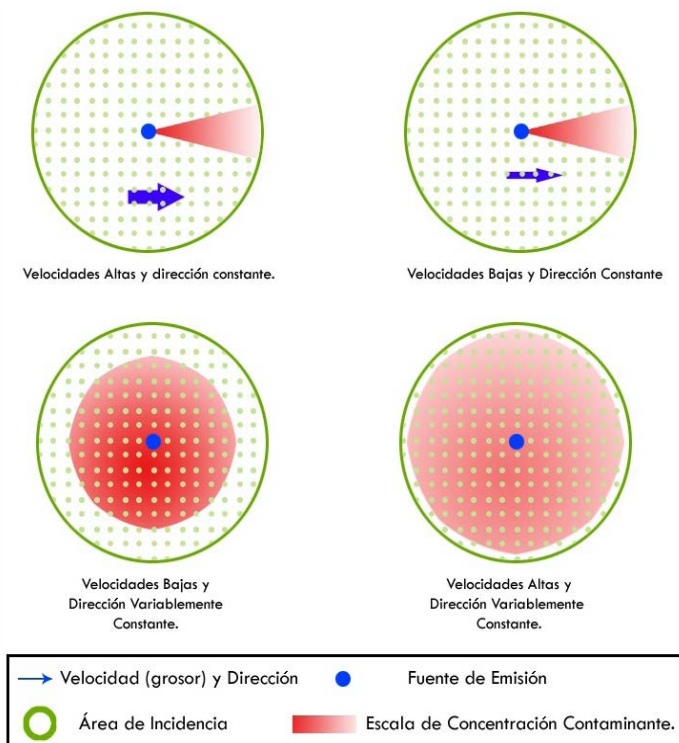 Velocidades Altas y dirección constante.
Velocidades Bajas y Dirección Constante
Velocidades Bajas y
Dirección Variablemente
Constante.
Velocidades Altas y
Dirección Variablemente
Constante.
Velocidad (grosor) y Dirección
Fuente de Emisión
Área de Incidencia
Escala de Concentración Contaminante.